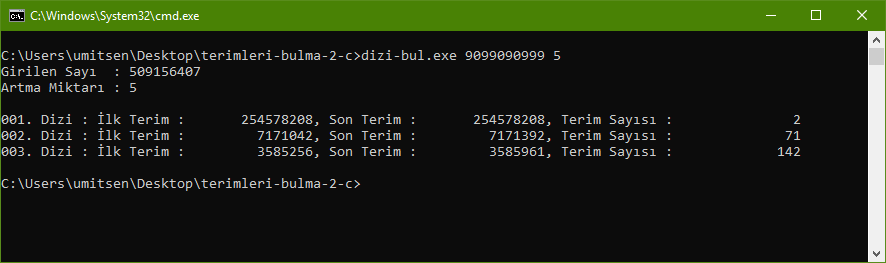 C:\Windows\System32\cmd.exe
C:\Users\umitsen\Desktop\terimleri-bulma-2-c>dizi-bul.exe 9099090999 5
Girilen Sayı  : 509156407
Artma Miktarı : 5
001. Dizi : İlk Terim :       254578208, Son Terim :       254578208, Terim Sayısı :               2
002. Dizi : İlk Terim :         7171042, Son Terim :         7171392, Terim Sayısı :              71
003. Dizi : İlk Terim :         3585256, Son Terim :         3585961, Terim Sayısı :             142
C:\Users\umitsen\Desktop\terimleri-bulma-2-c>